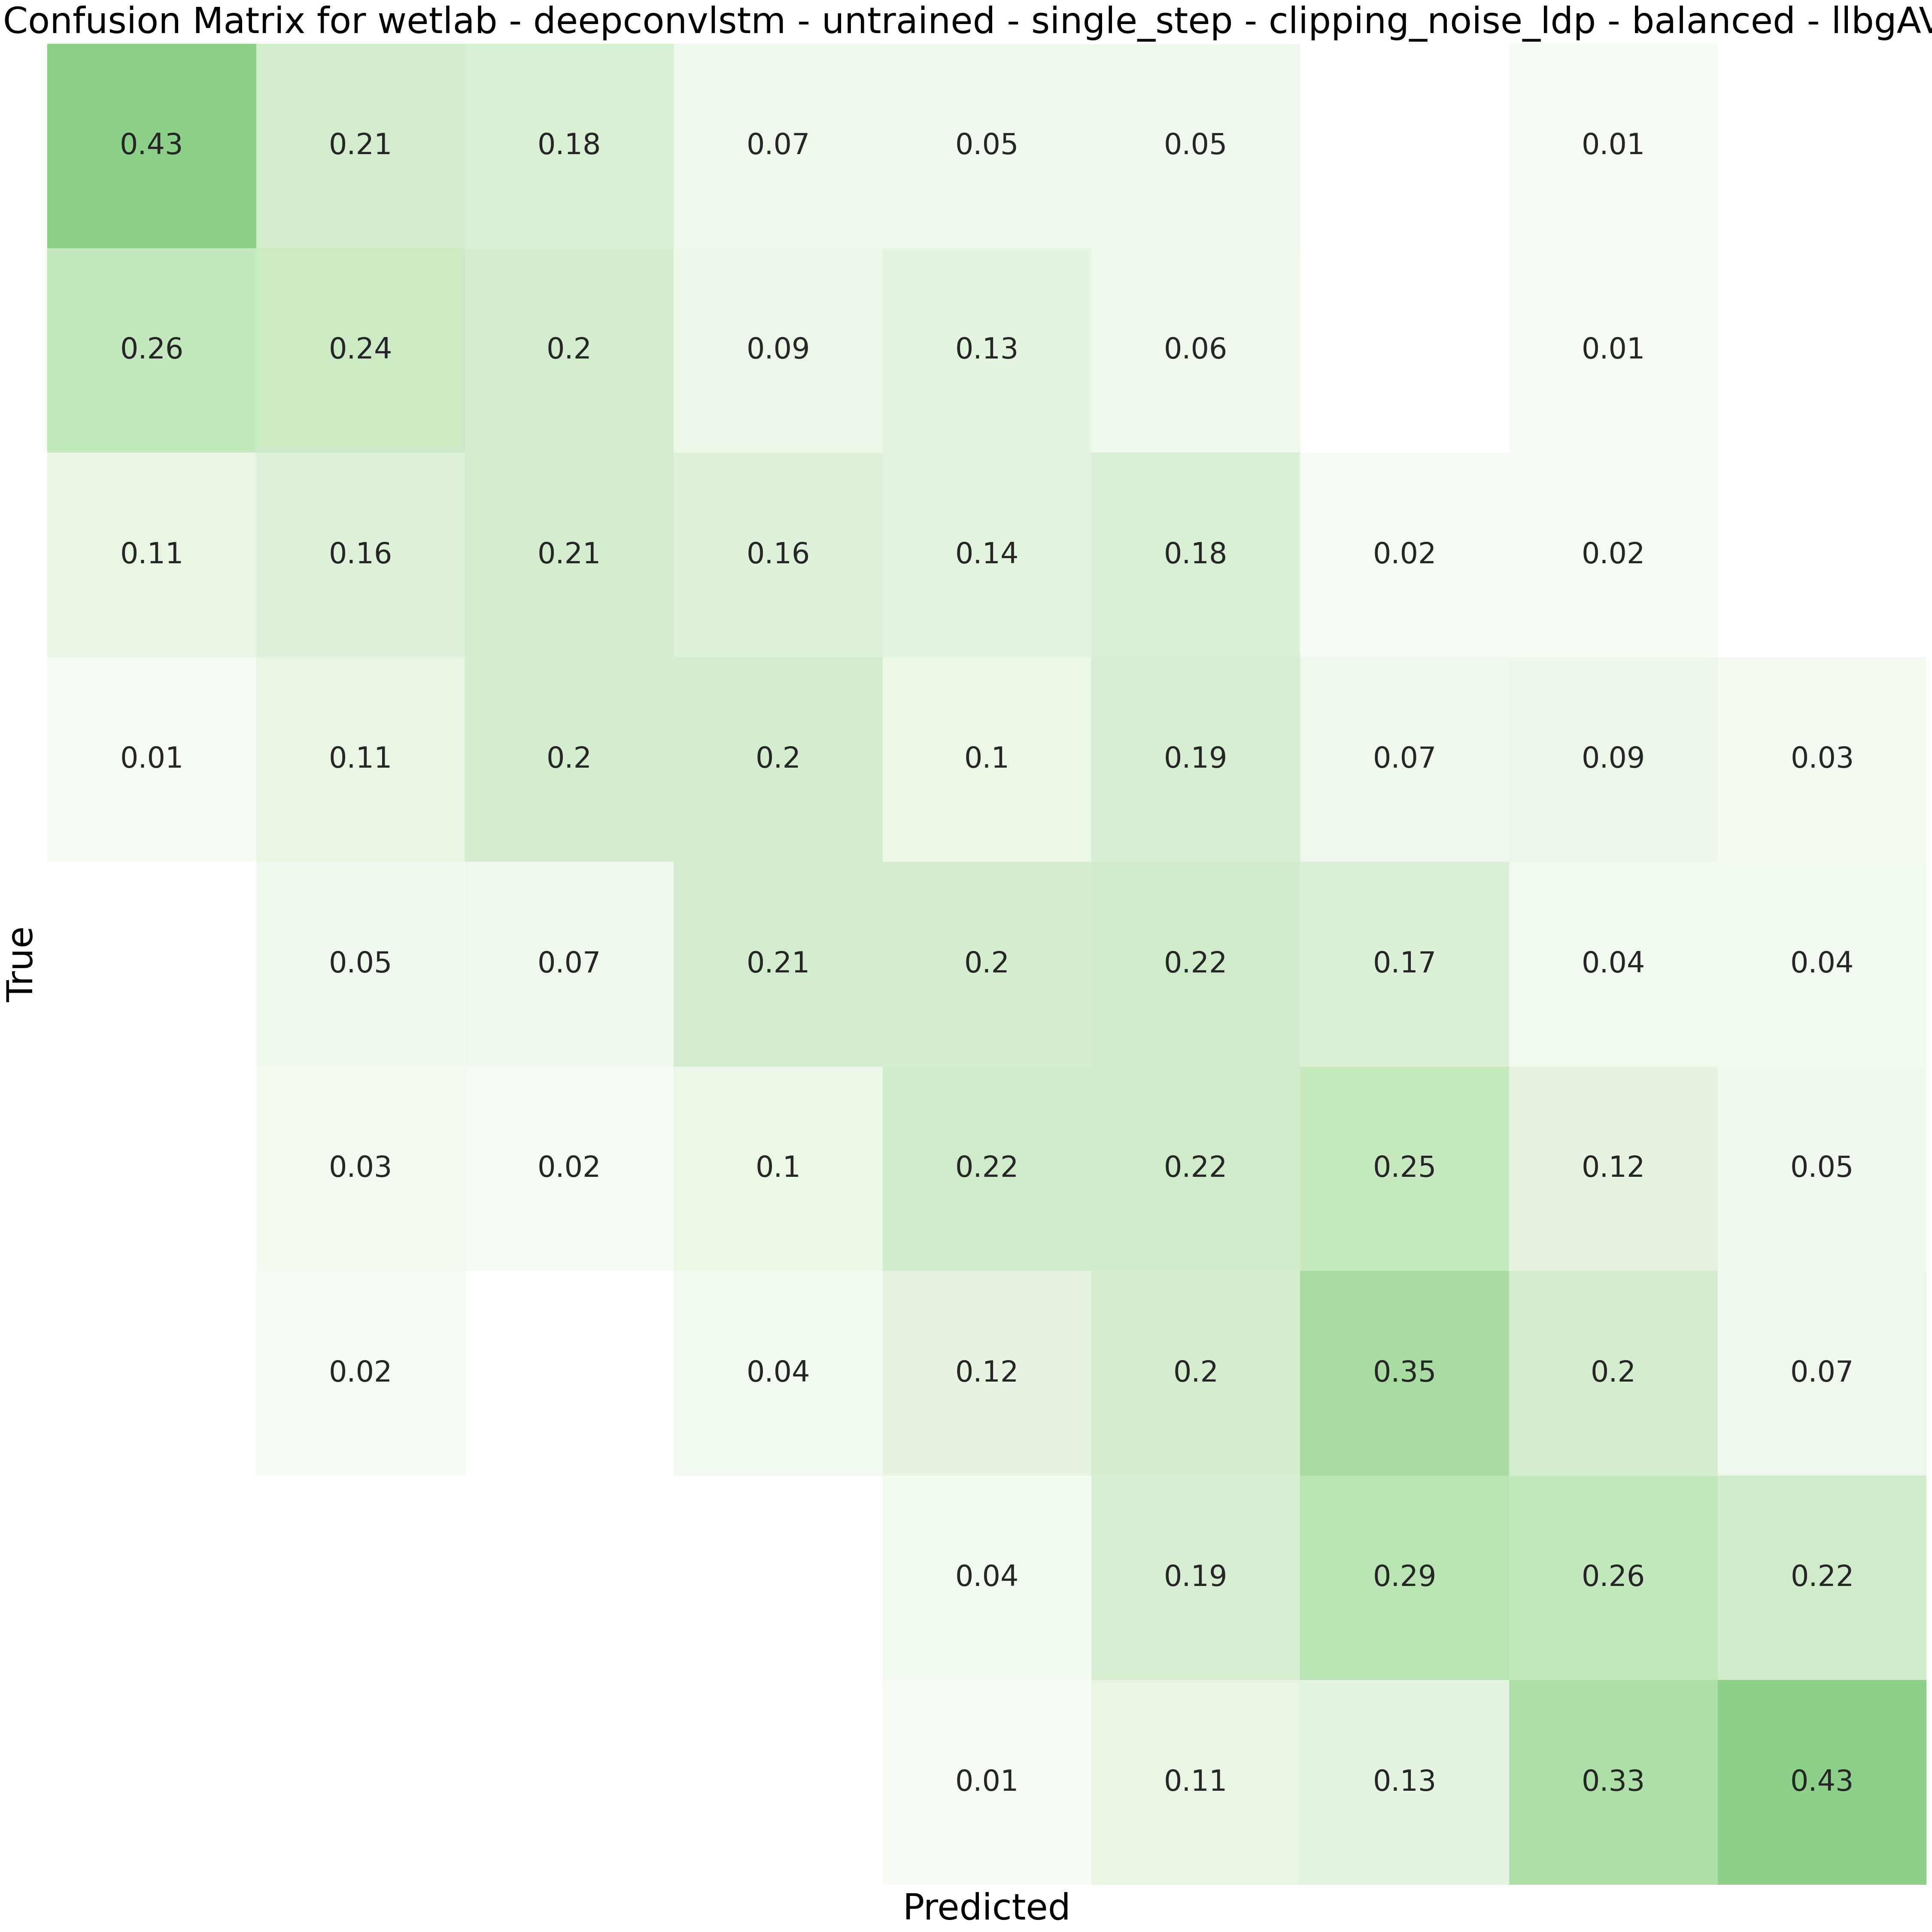 Confusion Matrix for wetlab - deepconvlstm - untrained - single_step - clipping_noise_ldp - balanced - llbgAV
0.43 0.21 0.18 0.07 0.05 0.05 0.01
0.26 0.24 0.2 0.09 0.13 0.06 0.01
0.11 0.16 0.21 0.16 0.14 0.18 0.02 0.02
0.01 0.11 0.2 0.2 0.1 0.19 0.07 0.09 0.03
0.05 0.07 0.21 0.2 0.22 0.17 0.04 0.04
0.03 0.02 0.1 0.22 0.22 0.25 0.12 0.05
0.02 0.04 0.12 0.2 0.35 0.2 0.07
0.04 0.19 0.29 0.26 0.22
0.01 0.11 0.13 0.33 0.43
True
Predicted